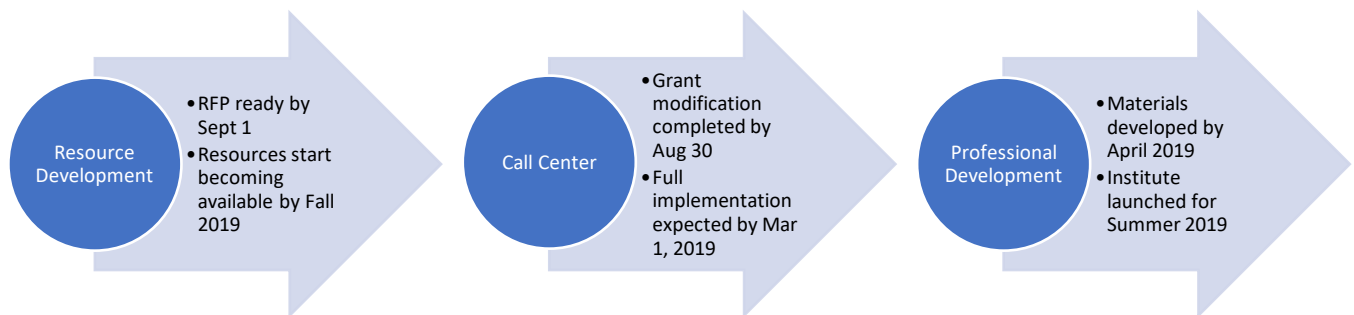 Resource
Development
•RFP ready by
Sept 1
•Resources start
becoming
available by Fall
2019
Call Center
•Grant
modification
completed by
Aug 30
•Full
implementation
expected by Mar
1, 2019
Professional
Development
•Materials
developed by
April 2019
•Institute
launched for
Summer 2019